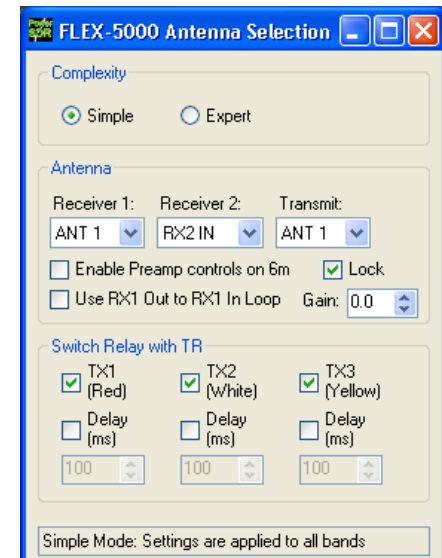 Power SDR FLEX-5000 Antenna Selection
Complexity
Simple Expert
Antenna
Receiver 1: Receiver 2: Transmit:
ANT 1 RX2 IN ANT 1
Enable Preamp controls on 6m Lock
Use RX1 Out to RX1 In Loop Gain: 0.0
Switch Relay with TR
TX1 TX2 TX3
(Red) (White) (Yellow)
Delay Delay Delay
(ms) (ms) (ms)
100 100 100
Simple Mode: Settings are applied to all bands